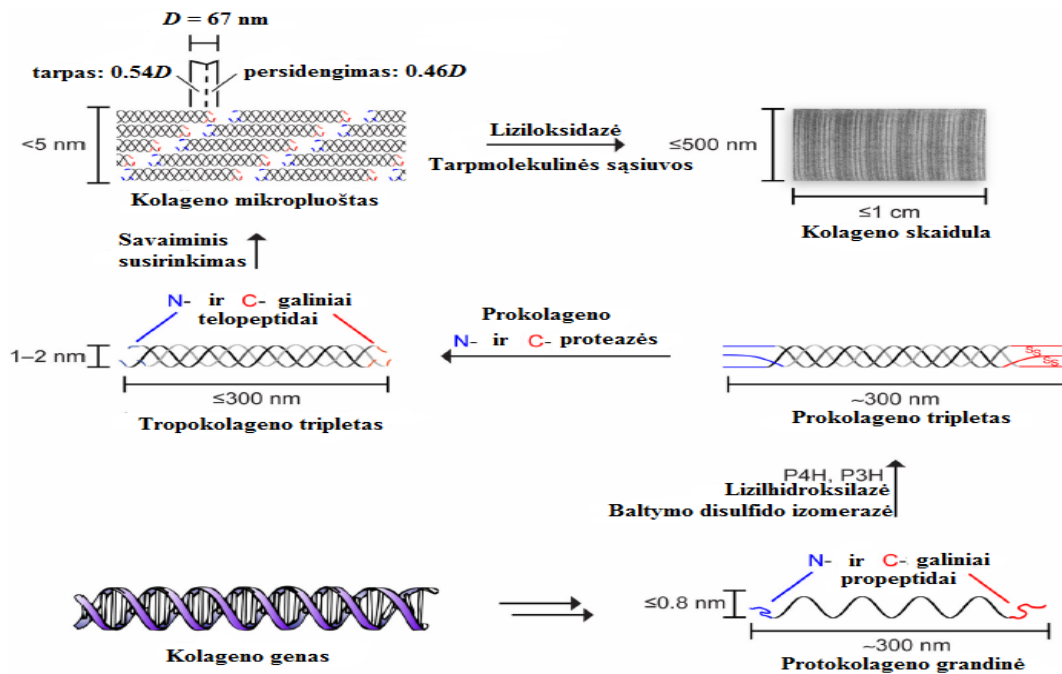 D = 67 nm
tarpas: 0.54D
persidengimas: 0.46D
<5 nm
Kolageno mikropluoštas
Liziloksidazė
Tarpmolekulinės sąsiuvos
≤500 nm
≤1 cm
Kolageno skaidula
Savaiminis
susirinkimas
N- ir C- galiniai
telopeptidai
1–2 nm
≤300 nm
Tropokolageno tripletas
Prokolageno
N- ir C- proteazės
S
S
S
S
~300 nm
Prokolageno tripletas
P4H, P3H
Lizilhidroksilazė
Baltymo disulfido izomerazė
N- ir C- galiniai
propeptidai
≤0.8 nm
~300 nm
Protokolageno grandinė
Kolageno genas